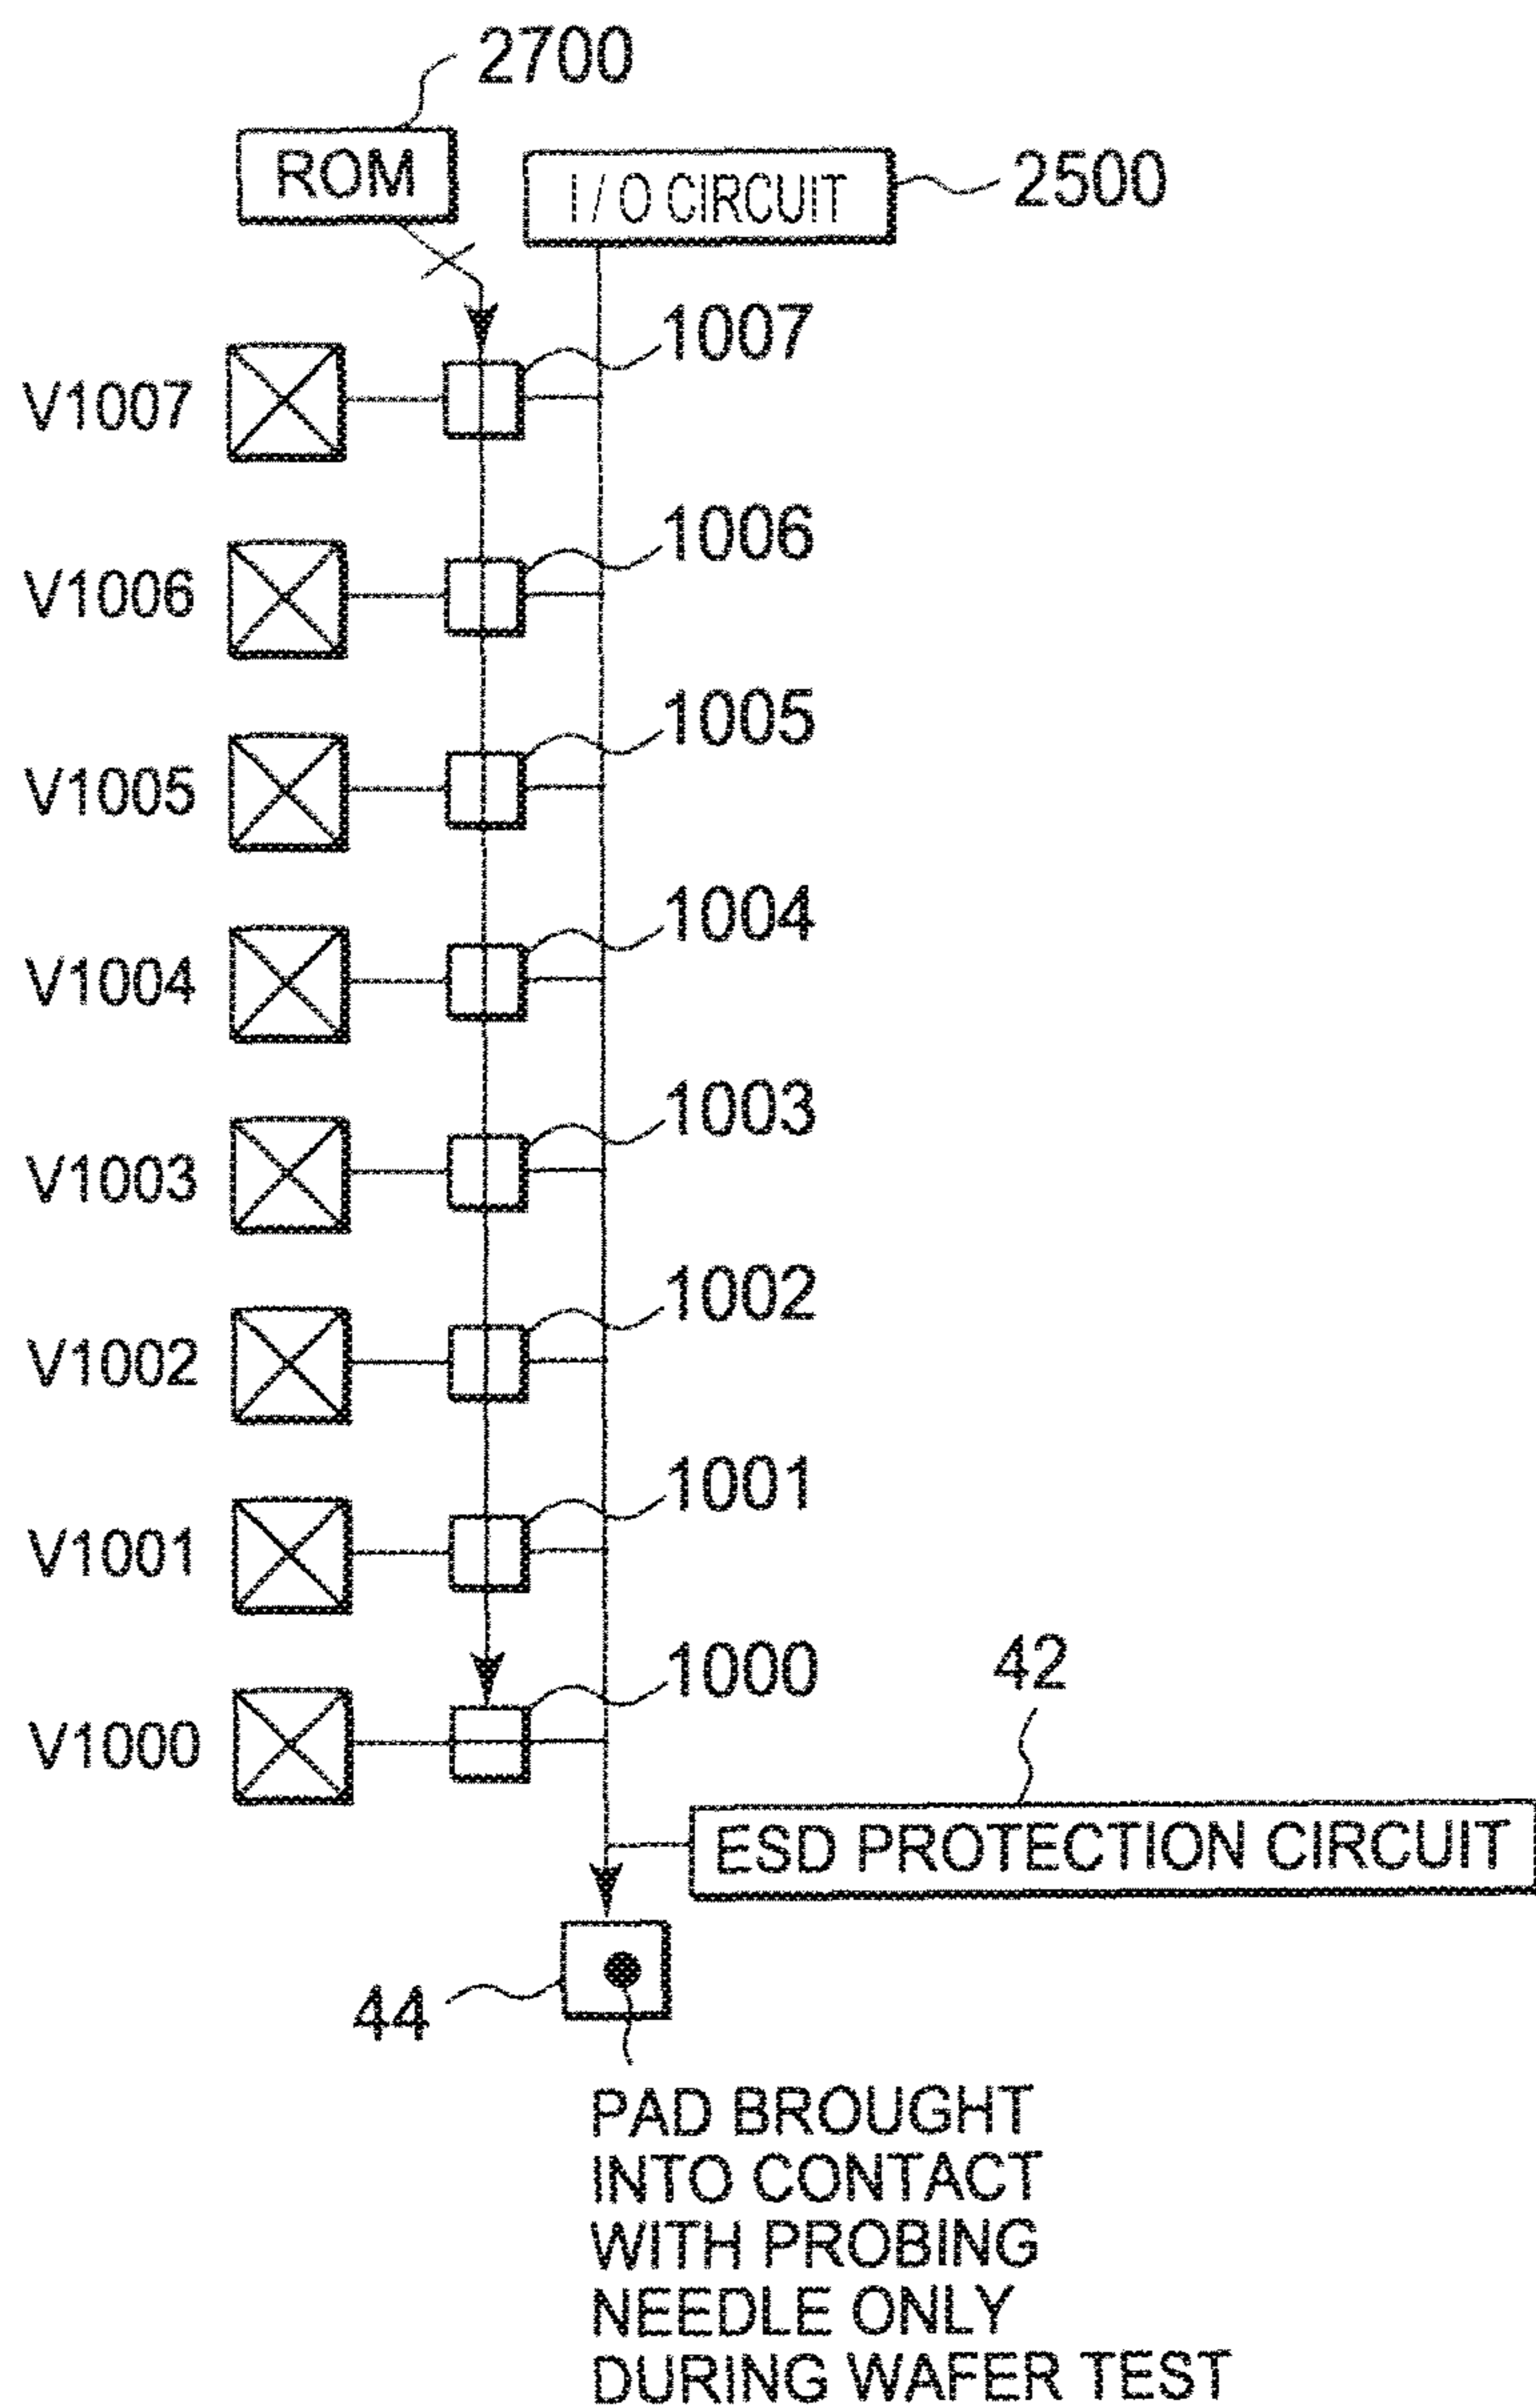 2700
ROM
I / O CIRCUIT
2500
1007
V1007
1006
V1006
1005
V1005
1004
V1004
1003
V1003
1002
V1002
1001
V1001
1000
V1000
42
ESD PROTECTION CIRCUIT
44
PAD BROUGHT
INTO CONTACT
WITH PROBING
NEEDLE ONLY
DURING WAFER TEST